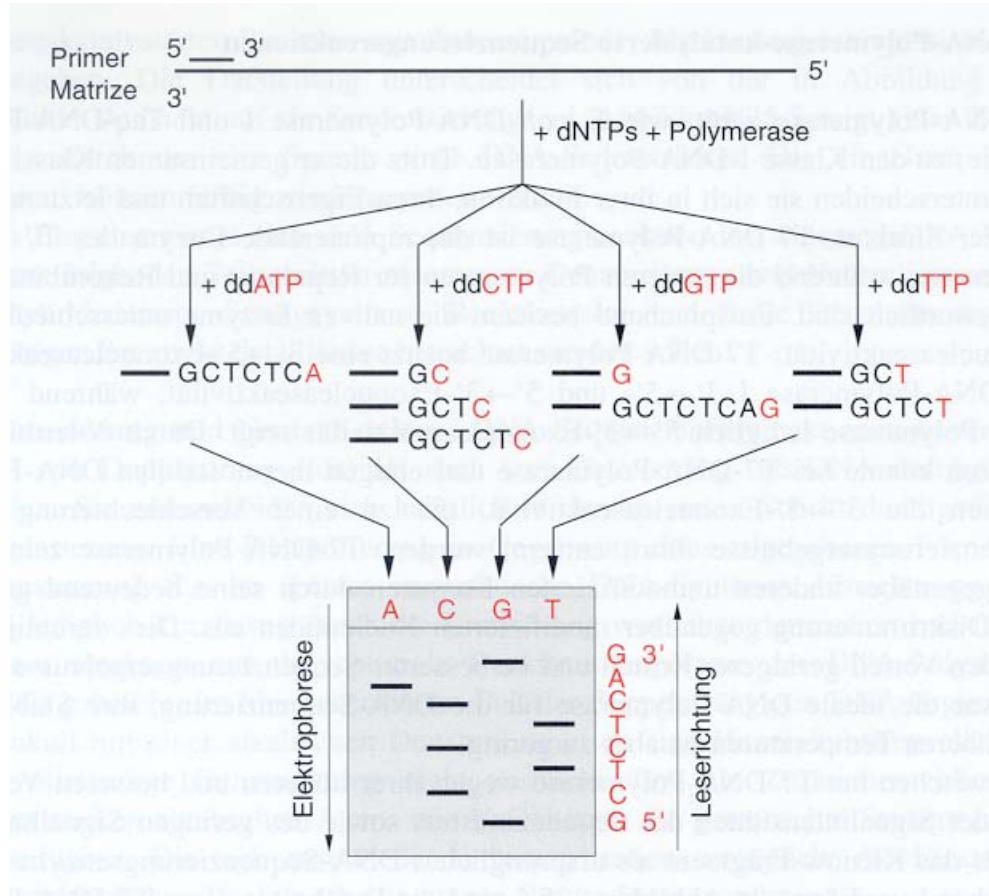 5' 3'
Primer
Matrize
3'
5'
+ dNTPs + Polymerase
+ ddATP + ddCTP + ddGTP + ddTTP
GCTCTCA GC G GCT
GCTC GCTCTCAG GCTCT
GCTCTC
A C G T
Elektrophorese
G 3'
A
C
T
C
T
C
G 5'
Leserichtung